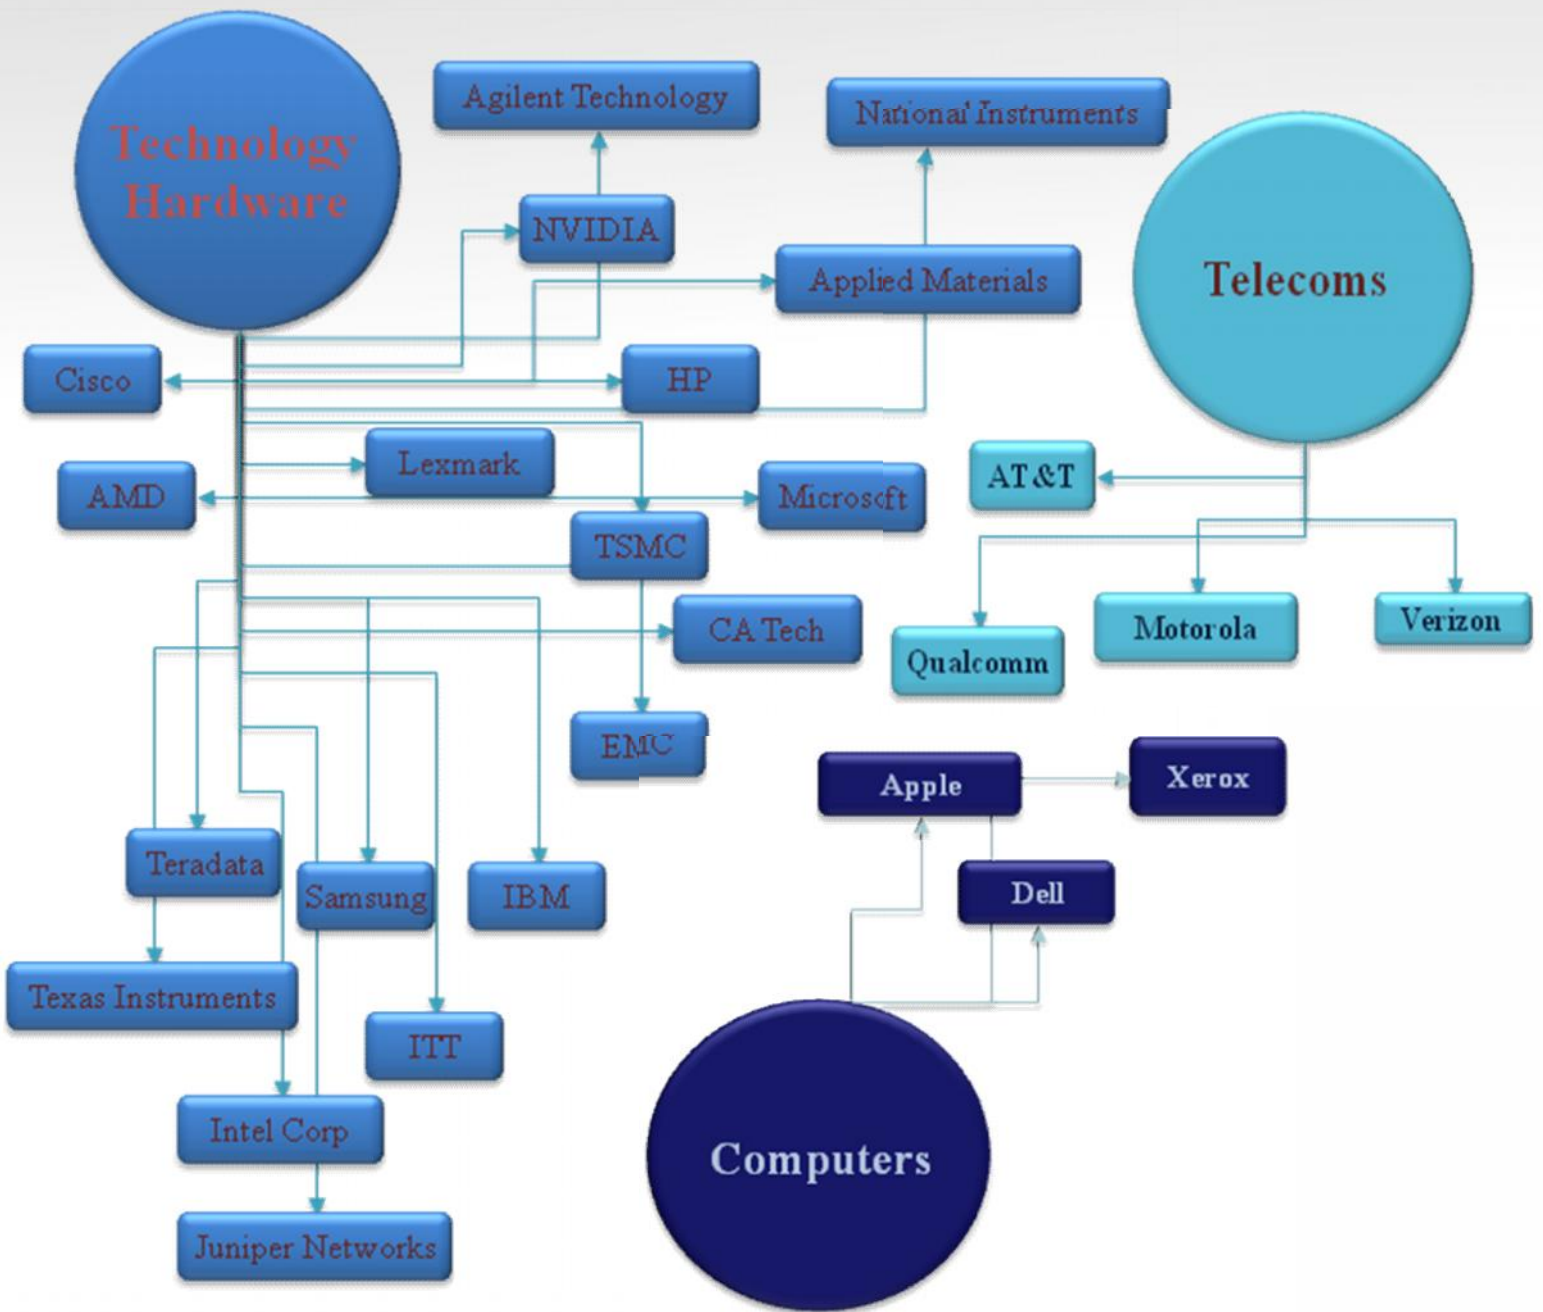 Technology
Hardware
Agilent Technology
National Instruments
NVIDIA
Applied Materials
Telecoms
Cisco
HP
Lexmark
AMD
Microsoft
AT&T
TSMC
CA Tech
Qualcomm
Motorola
Verizon
EMC
Apple
Xerox
Teradata
Samsung
IBM
Dell
Texas Instruments
ITT
Intel Corp
Computers
Juniper Networks